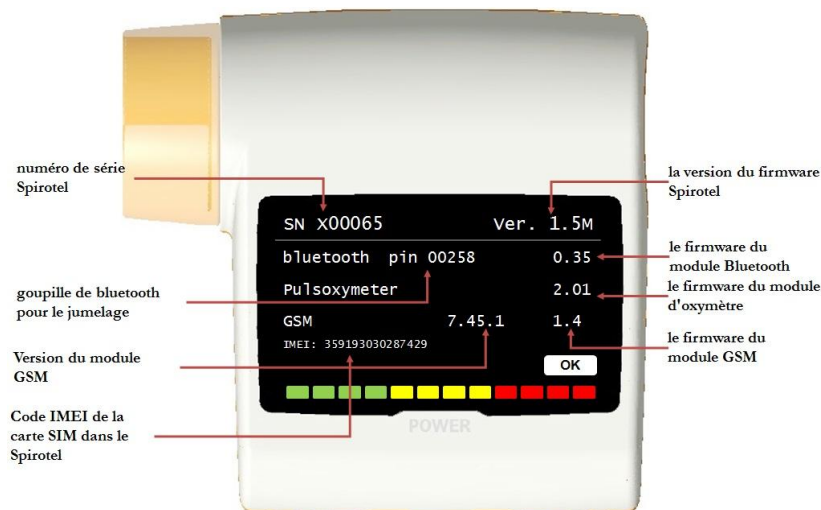 numéro de série
Spirotel
la version du firmware
Spirotel
SN X00065 Ver. 1.5M
bluetooth pin 00258 0.35
le firmware du
module Bluetooth
Pulsoxymeter 2.01
le firmware du module
d'oxymètre
goupille de bluetooth
pour le jumelage
GSM 7.45.1 1.4
le firmware du
module GSM
IMEI: 359193030287429
Version du module
GSM
OK
Code IMEI de la
carte SIM dans le
Spirotel
POWER